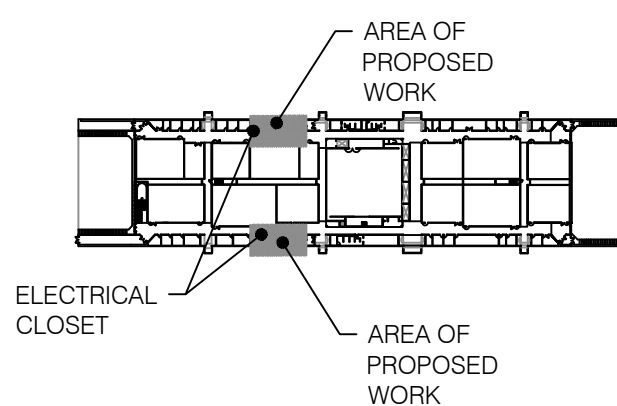 AREA OF
PROPOSED
WORK
ELECTRICAL
CLOSET
AREA OF
PROPOSED
WORK